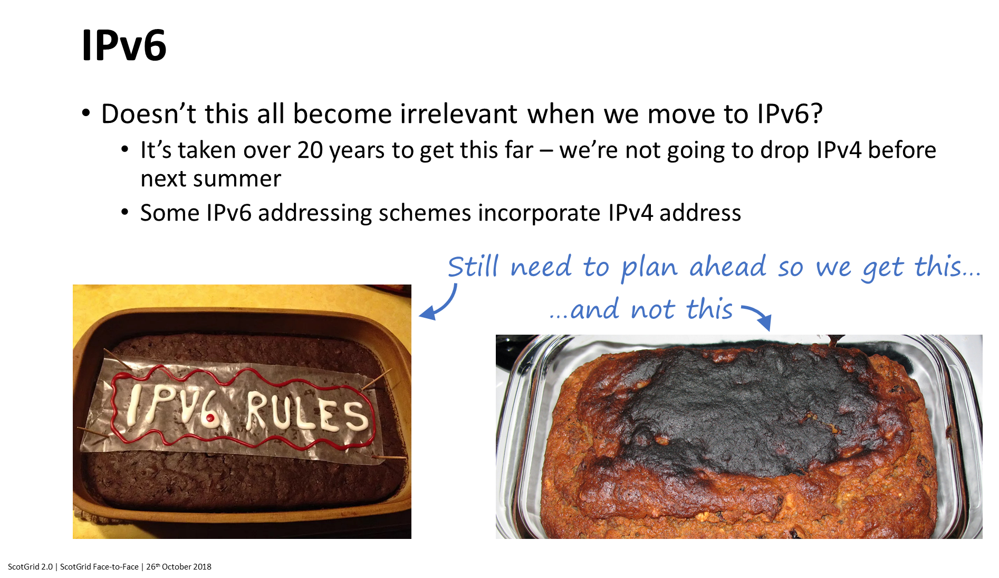 IPv6
• Doesn’t this all become irrelevant when we move to IPv6?
• It’s taken over 20 years to get this far – we’re not going to drop IPv4 before
next summer
• Some IPv6 addressing schemes incorporate IPv4 address
Still need to plan ahead so we get this...
...and not this
IPV6 RULES
ScotGrid 2.0 | ScotGrid Face-to-Face | 26th October 2018